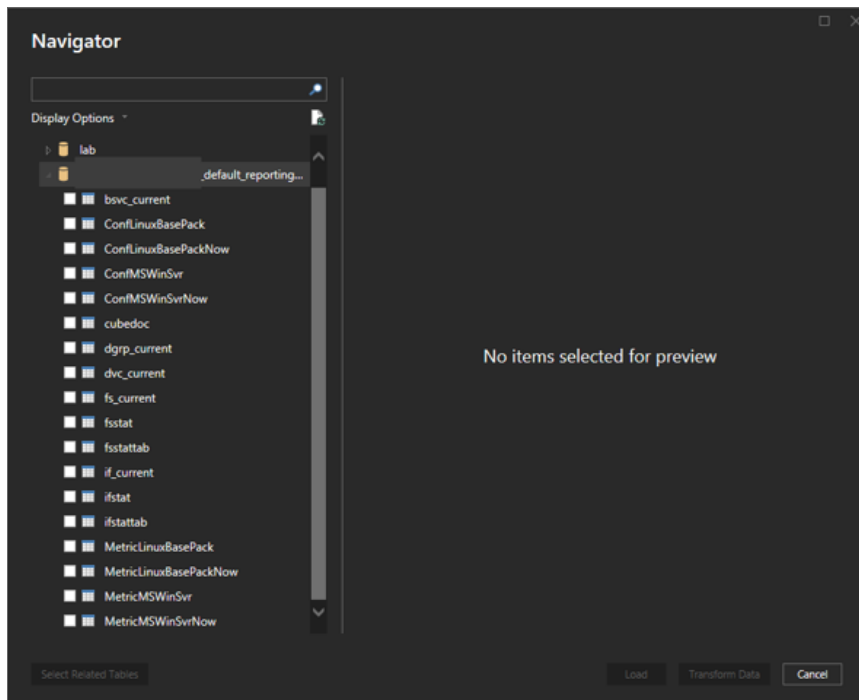 Navigator
Display Options
lab
_default_reporting...
bsvc_current
ConfLinuxBasePack
ConfLinuxBasePackNow
ConfMSWinSvr
ConfMSWinSvrNow
cubedoc
dgrp_current
dvc_current
fs_current
fsstat
fsstattab
if_current
ifstat
ifstattab
MetricLinuxBasePack
MetricLinuxBasePackNow
MetricMSWinSvr
MetricMSWinSvrNow
No items selected for preview
Select Related Tables
Load
Transform Data
Cancel